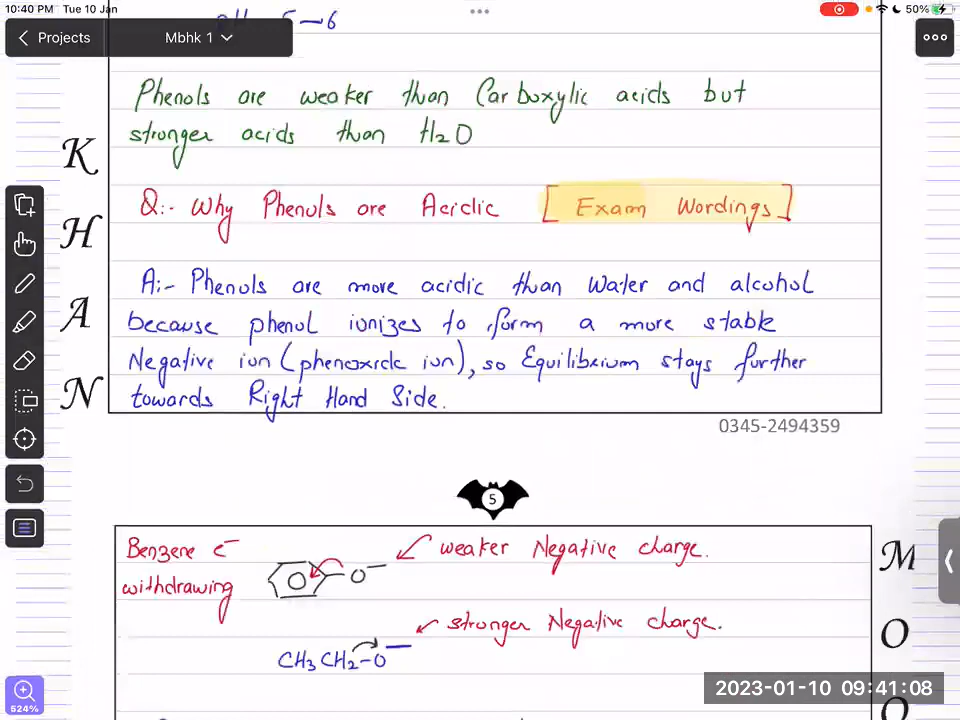 10:40 PM Tue 10 Jan
50%
Projects
Mbhk 1
5-6
Phenols are weaker than Carboxylic acids but
stronger acids than H2O
Q:- Why Phenols are Acidic [Exam Wordings]
A:- Phenols are more acidic than Water and alcohol
because phenol ionizes to form a more stable
Negative ion (phenoxide ion), so Equilibrium stays further
towards Right Hand Side.
K
H
A
N
0345-2494359
5
Benzene e-
withdrawing
O-
weaker Negative charge.
stronger Negative charge.
CH3CH2-O-
M
O
O
524%
2023-01-10 09:41:08